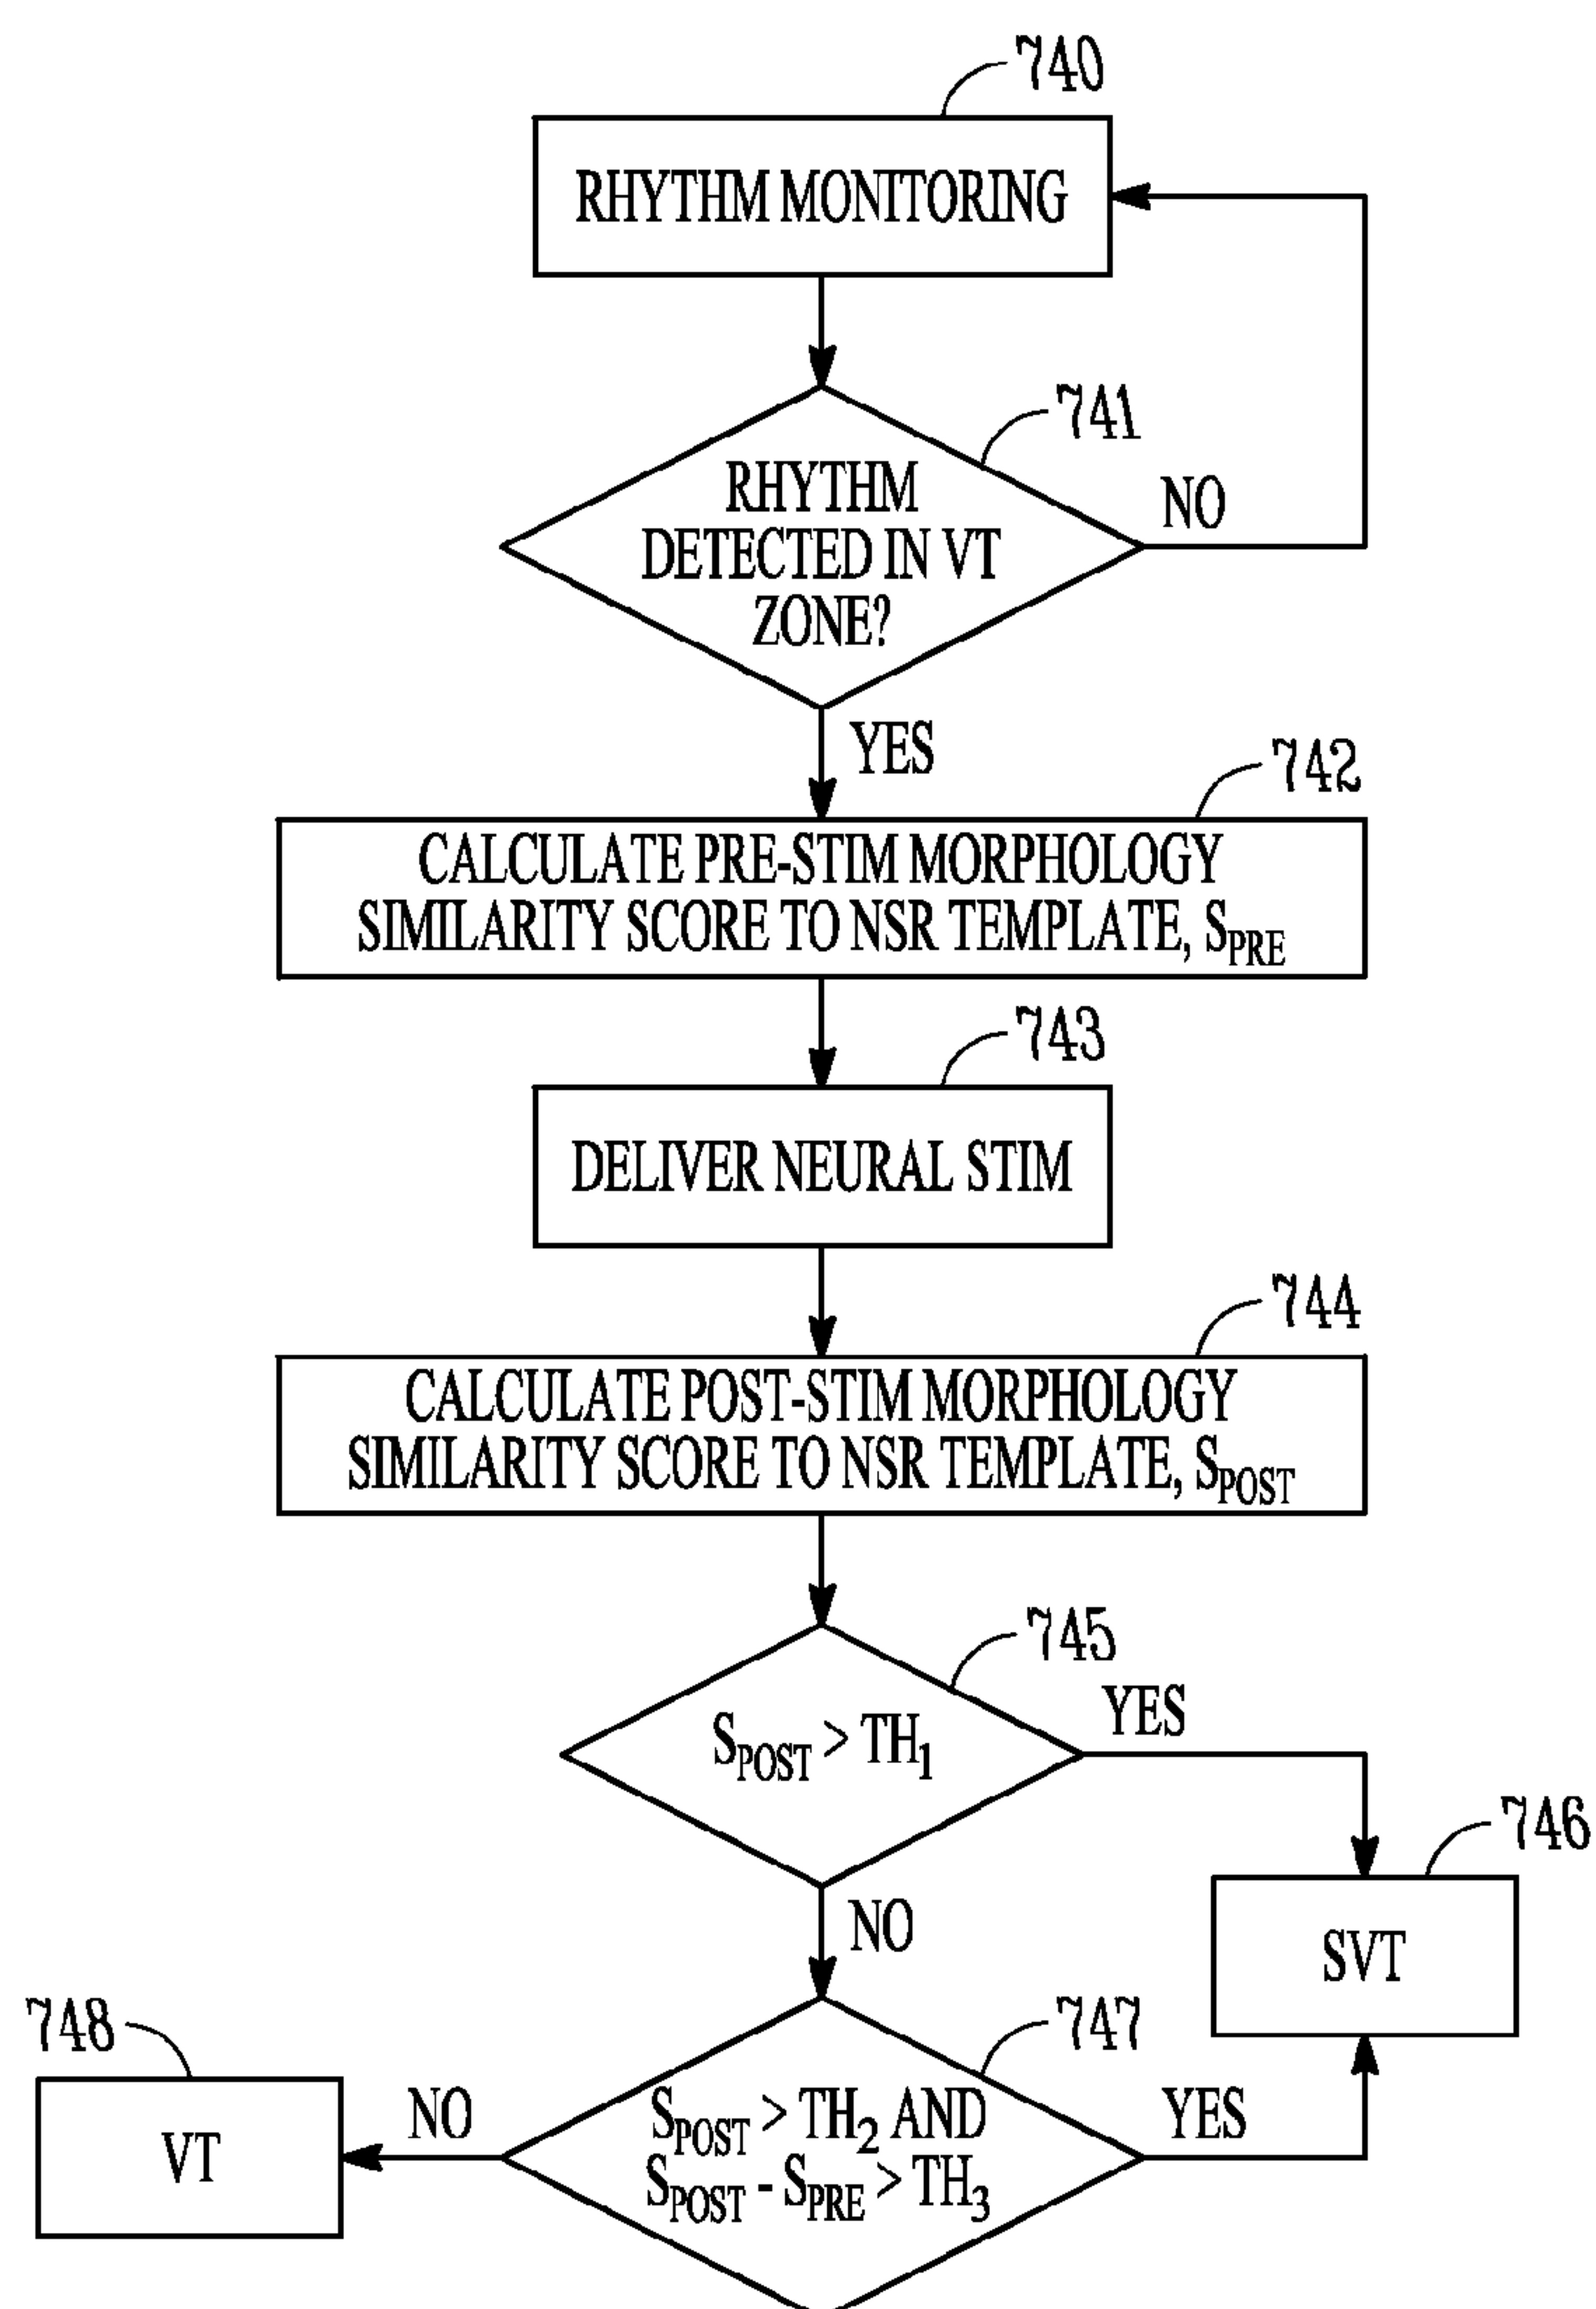 740
RHYTHM MONITORING
741
RHYTHM
DETECTED IN VT
ZONE?
NO
YES
742
CALCULATE PRE-STIM MORPHOLOGY
SIMILARITY SCORE TO NSR TEMPLATE, SPRE
743
DELIVER NEURAL STIM
744
CALCULATE POST-STIM MORPHOLOGY
SIMILARITY SCORE TO NSR TEMPLATE, SPOST
745
SPOST > TH1
YES
746
SVT
NO
747
748
VT
NO
SPOST > TH2 AND
SPOST - SPRE > TH3
YES